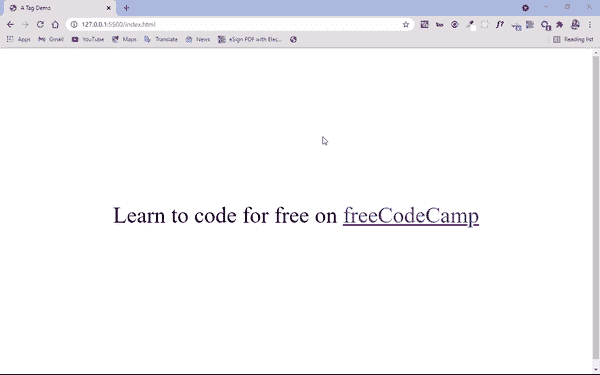 A Tag Demo
127.0.0.1:5500/index.html
Apps Gmail YouTube Maps Translate News eSign PDF with Elec... Reading list
Learn to code for free on freeCodeCamp